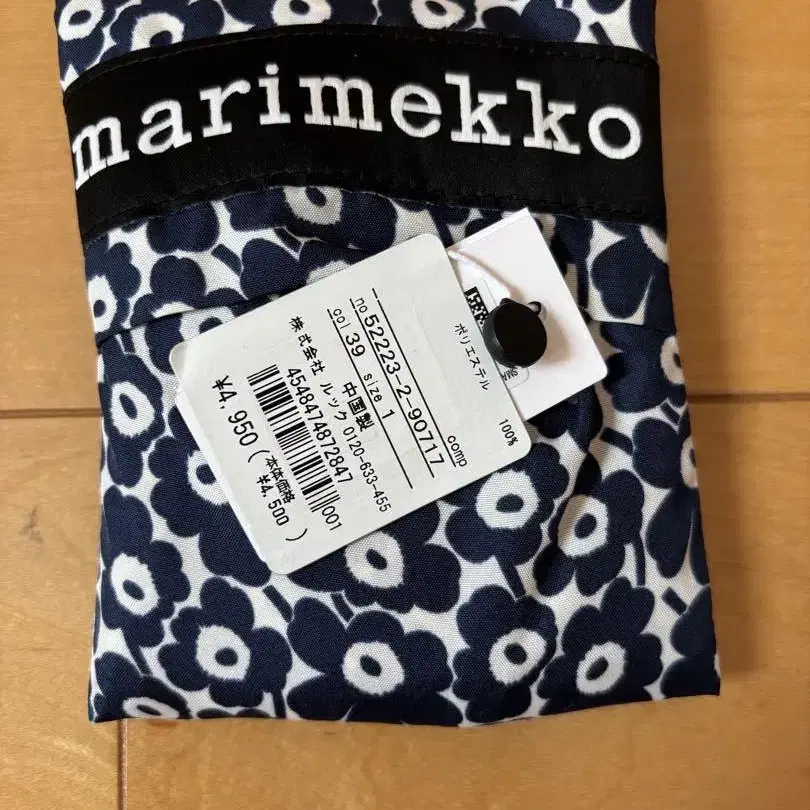 marimekko
no 52223-2-90717
col 39 size 1
comp
ポリエステル 100%
中国製
株式会社 ルック 0120-633-455
4548474872847
001
¥4,950 (本体価格 ¥4,500)